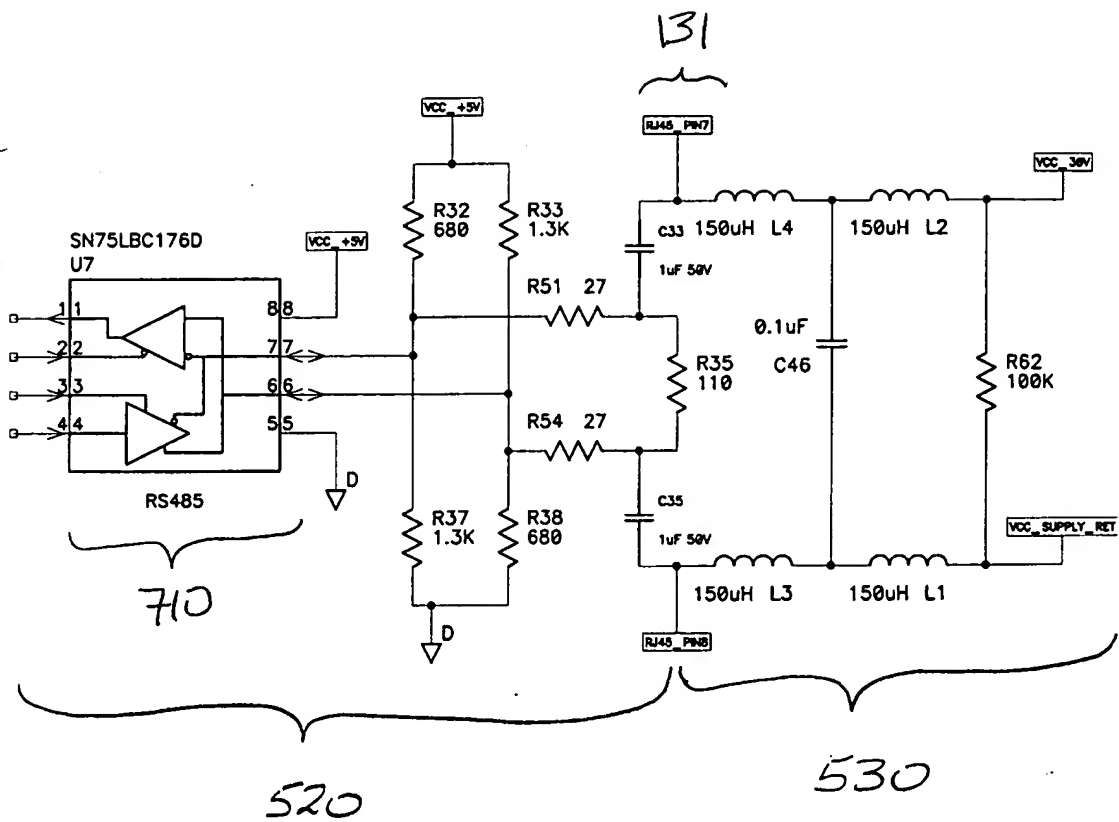 131
VCC_+5V
RJ45_PIN7
VCC_30V
R32
680
R33
1.3K
C33
1uF 50V
150uH L4
150uH L2
SN75LBC176D
U7
VCC_+5V
R51 27
1 1
8 8
2 2
7 7
3 3
6 6
4 4
5 5
0.1uF
C46
R35
110
R62
100K
R54 27
D
RS485
R37
1.3K
R38
680
C35
1uF 50V
VCC_SUPPLY_RET
150uH L3
150uH L1
710
D
RJ45_PIN8
520
530